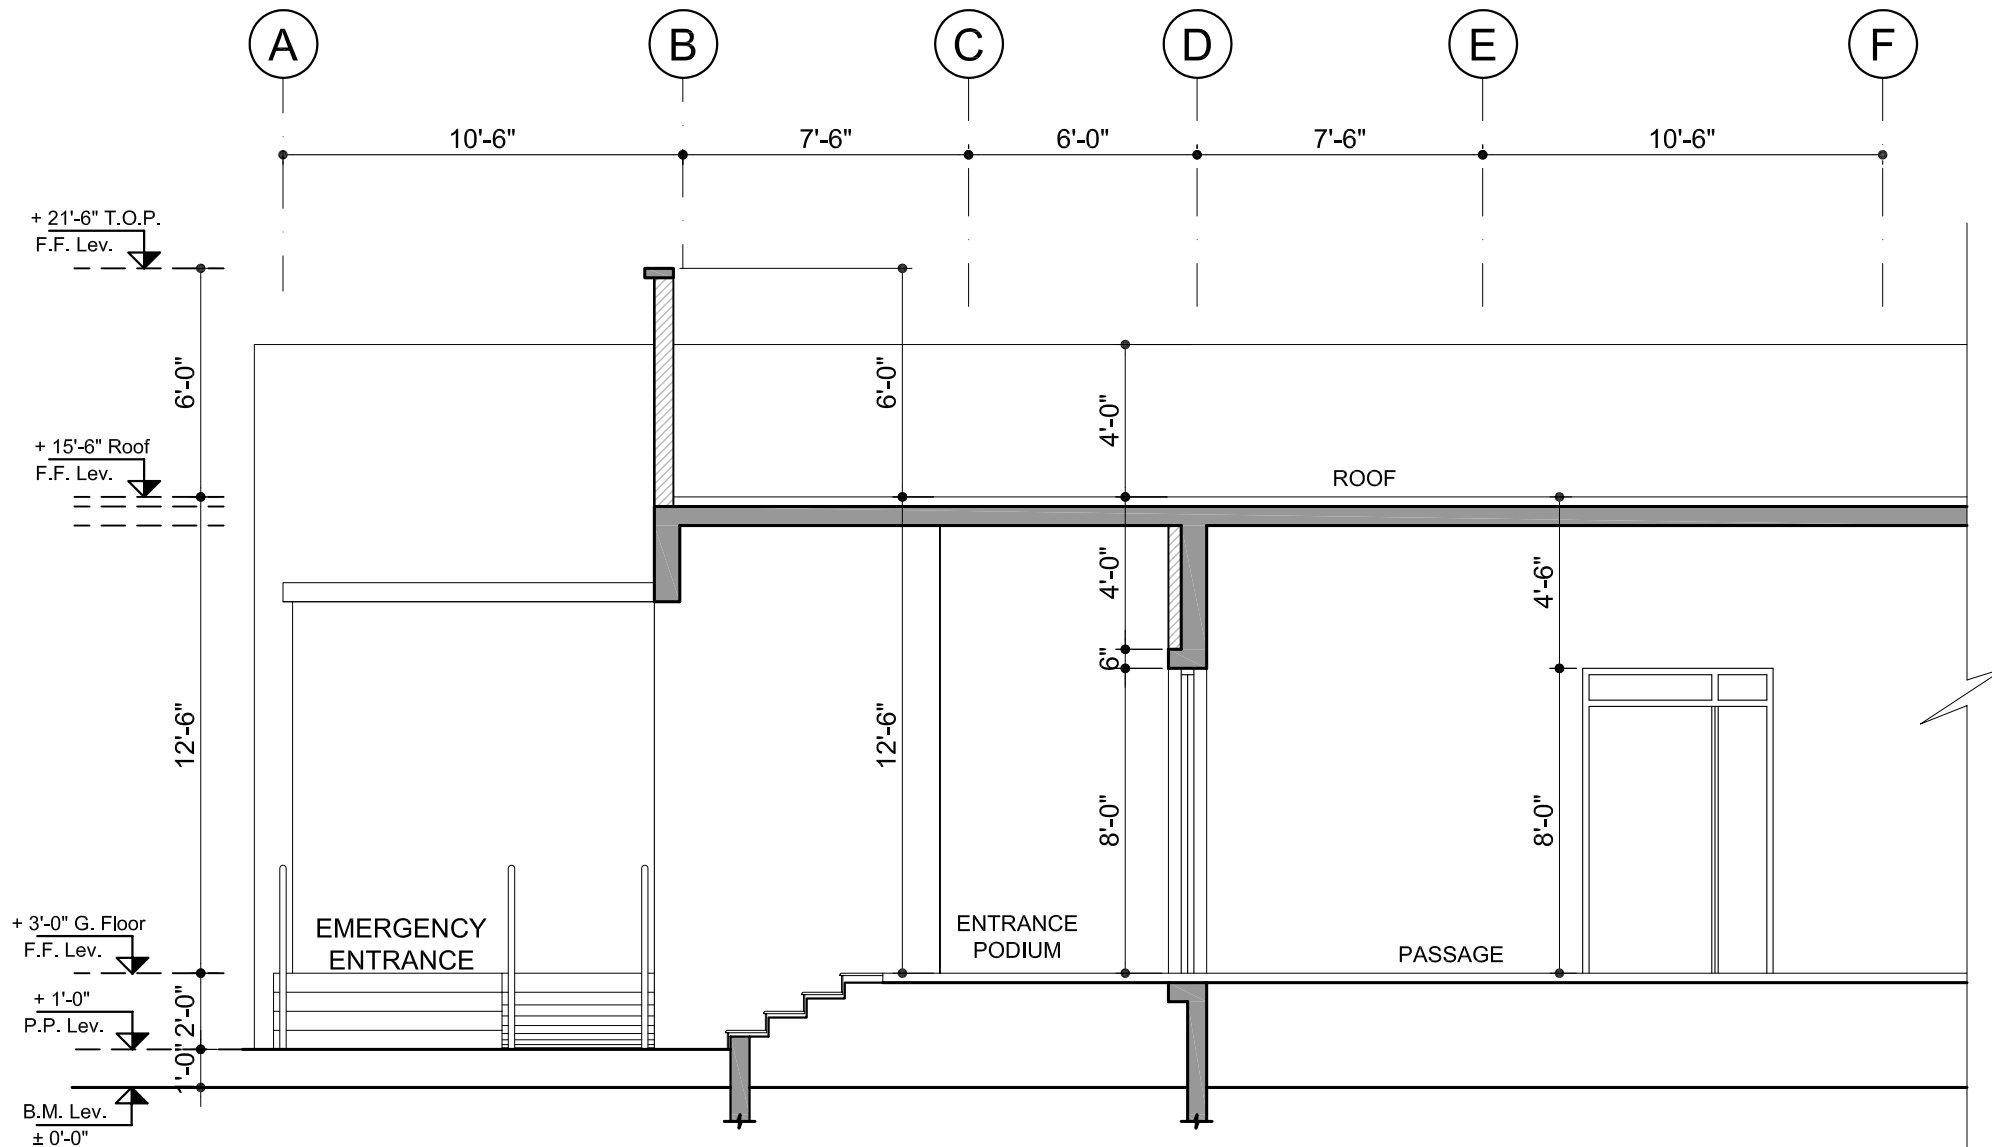 A B C D E F
10'-6" 7'-6" 6'-0" 7'-6" 10'-6"
+ 21'-6" T.O.P.
F.F. Lev.
6'-0" 6'-0" 4'-0"
+ 15'-6" Roof
F.F. Lev.
ROOF
4'-0" 4'-6"
6"
12'-6" 12'-6"
8'-0" 8'-0"
+ 3'-0" G. Floor
F.F. Lev.
EMERGENCY
ENTRANCE
ENTRANCE
PODIUM
PASSAGE
+ 1'-0"
P.P. Lev.
2'-0"
1'-0"
B.M. Lev.
± 0'-0"